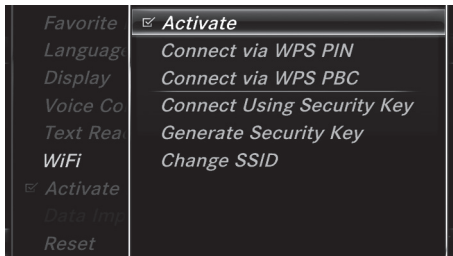 Favorite
Language
Display
Voice Co
Text Rea
WiFi
Activate
Data Imp
Reset
Activate
Connect via WPS PIN
Connect via WPS PBC
Connect Using Security Key
Generate Security Key
Change SSID